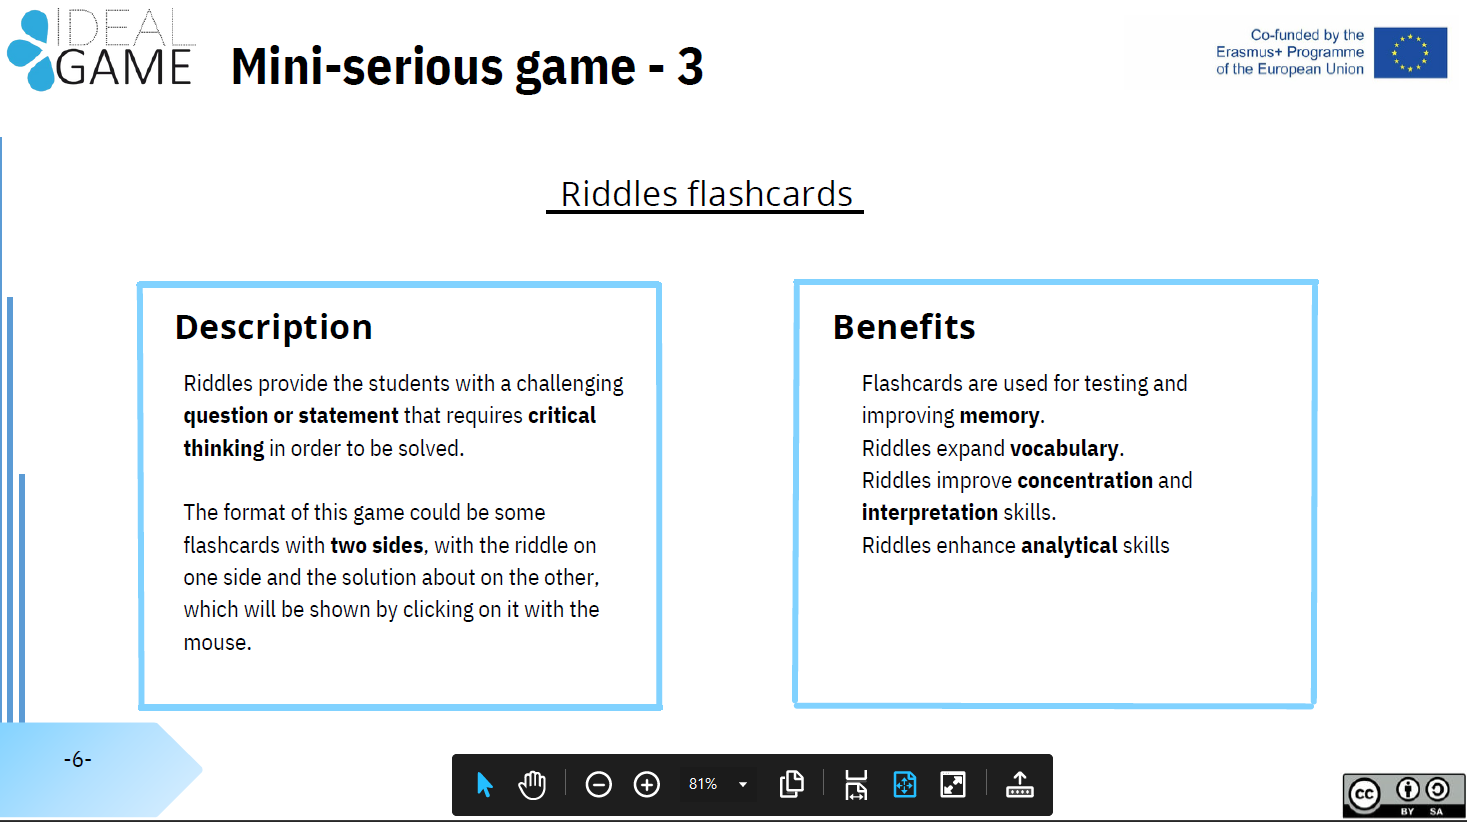 IDEAL
GAME
Mini-serious game - 3
Co-funded by the
Erasmus+ Programme
of the European Union
Riddles flashcards
Description
Riddles provide the students with a challenging
question or statement that requires critical
thinking in order to be solved.
The format of this game could be some
flashcards with two sides, with the riddle on
one side and the solution about on the other,
which will be shown by clicking on it with the
mouse.
Benefits
Flashcards are used for testing and
improving memory.
Riddles expand vocabulary.
Riddles improve concentration and
interpretation skills.
Riddles enhance analytical skills
-6-
81%
cc
BY SA